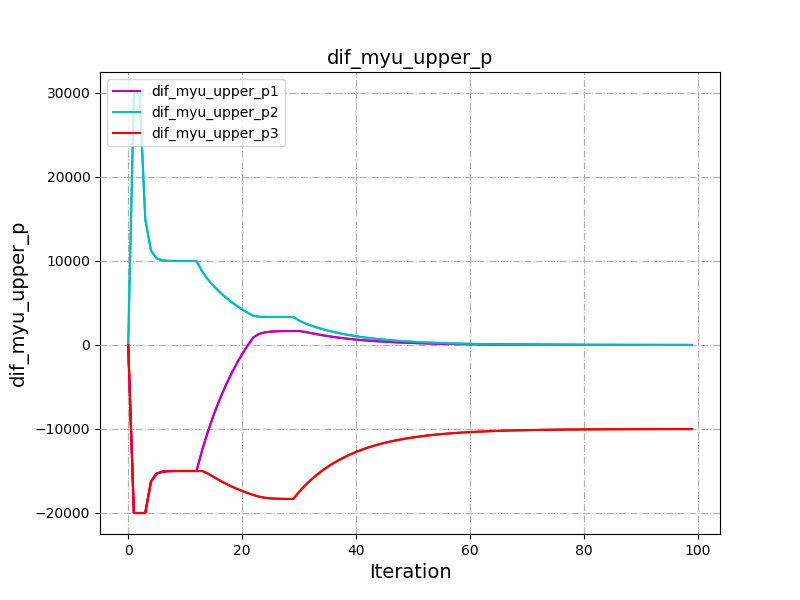 dif_myu_upper_p
dif_myu_upper_p
30000
20000
10000
0
−10000
−20000
dif_myu_upper_p1
dif_myu_upper_p2
dif_myu_upper_p3
0
20
40
60
80
100
Iteration